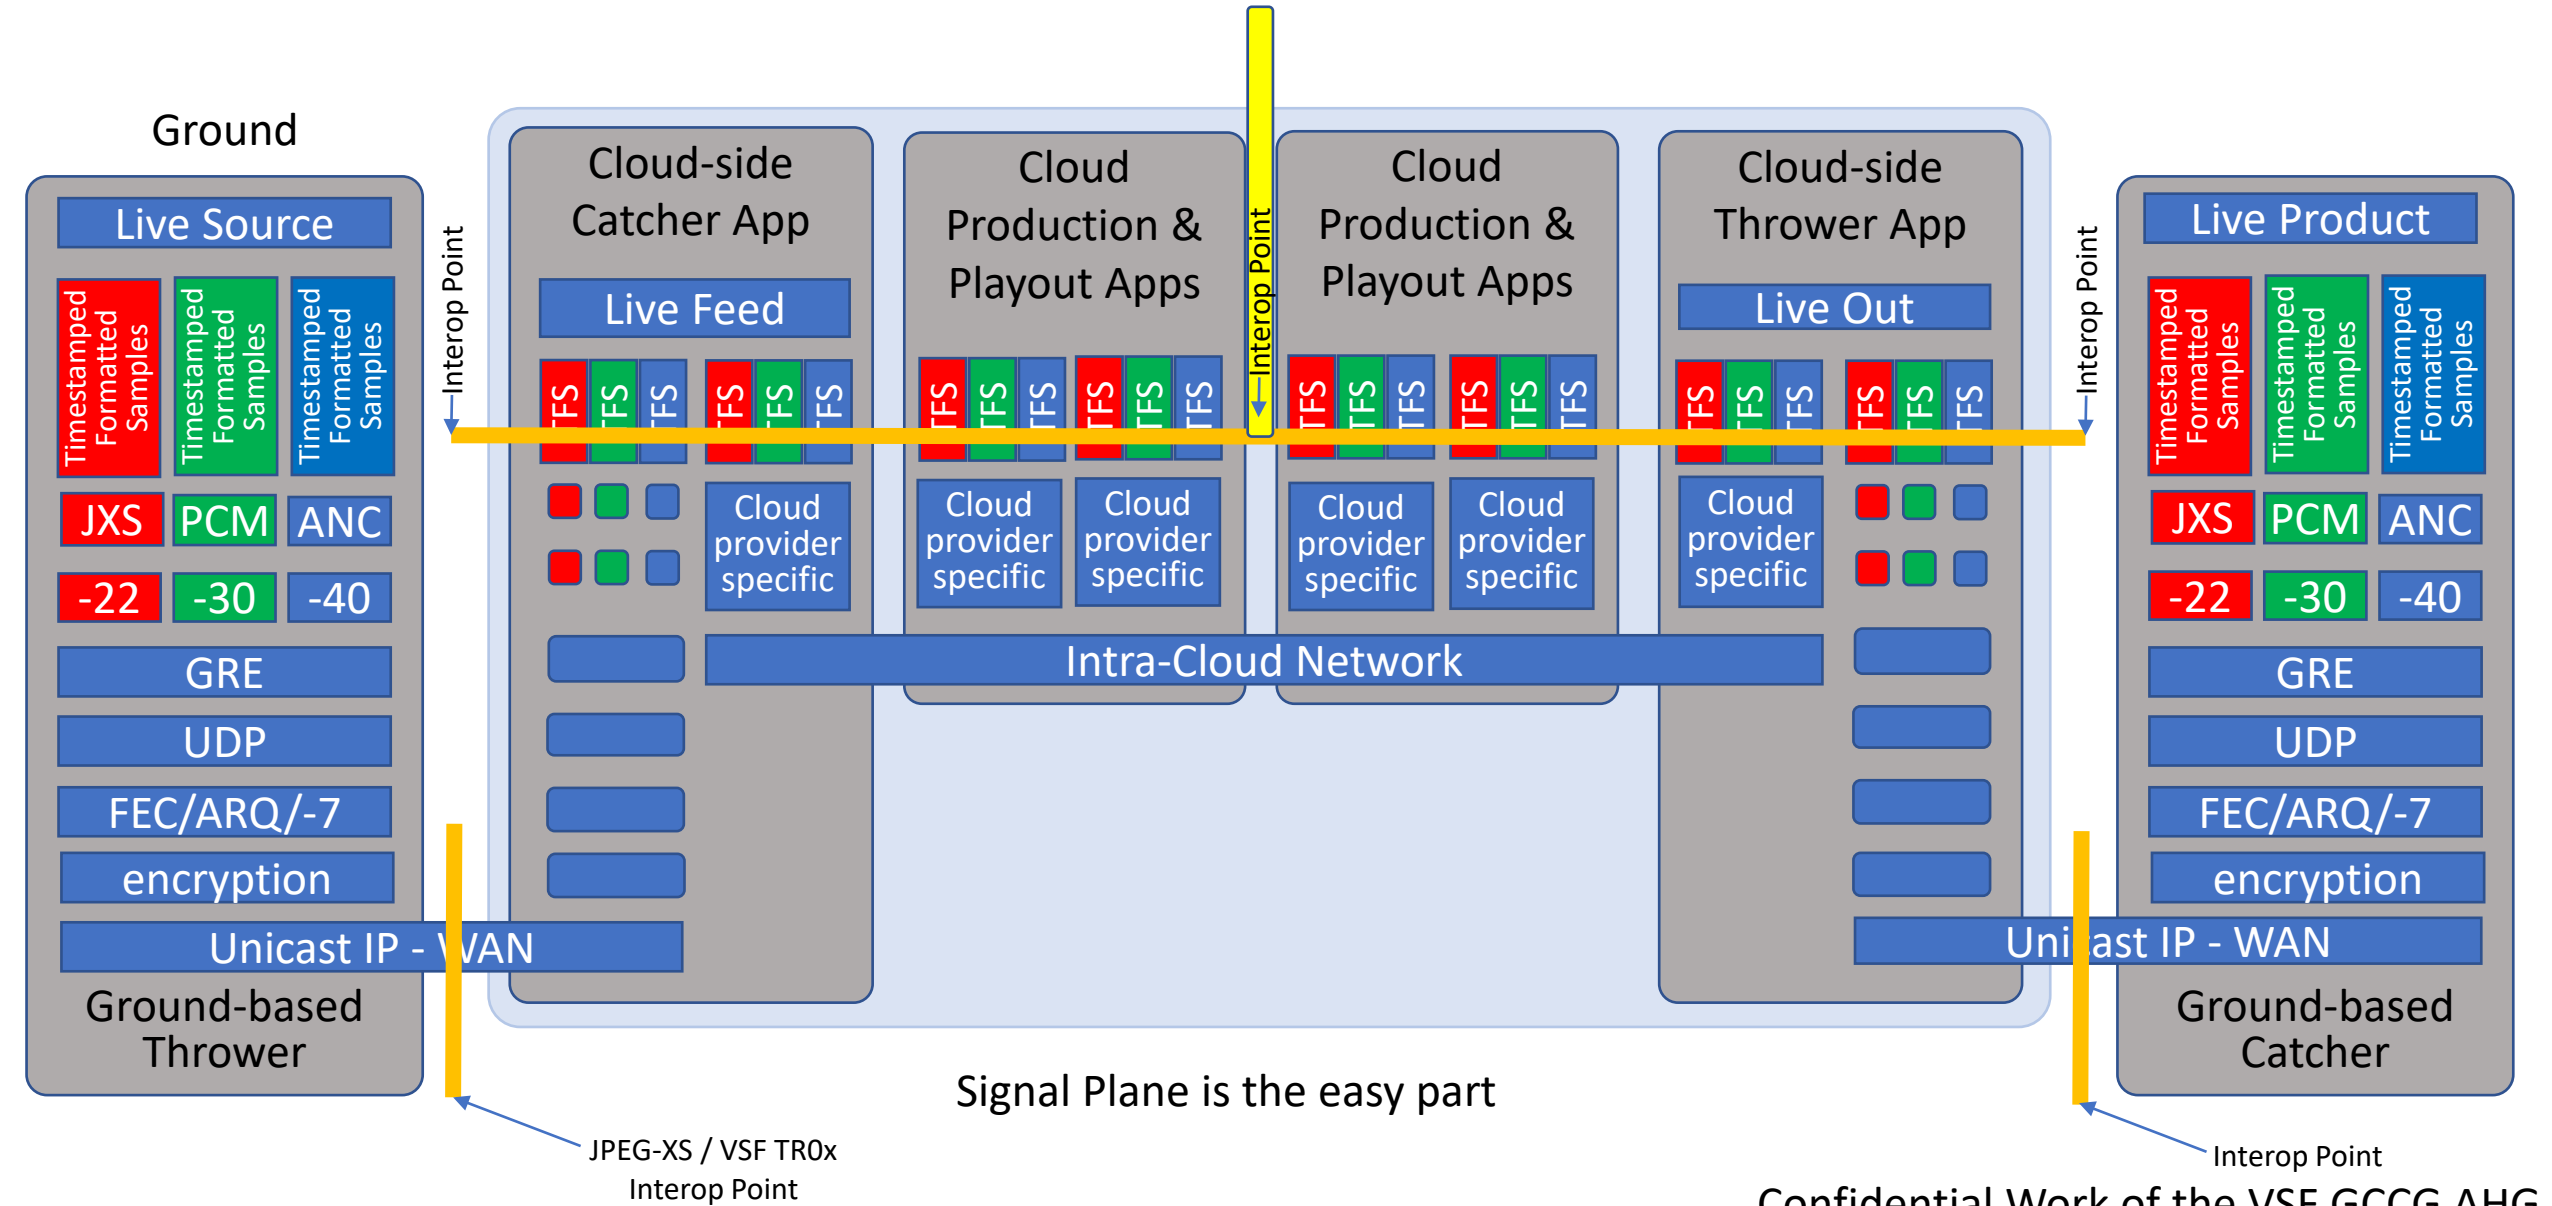 Ground
Live Source
Timestamped
Formatted
Samples
Timestamped
Formatted
Samples
Timestamped
Formatted
Samples
JXS
PCM
ANC
-22
-30
-40
GRE
UDP
FEC/ARQ/-7
encryption
Unicast IP - WAN
Ground-based
Thrower
Interop Point
JPEG-XS / VSF TR0x
Interop Point
Cloud-side
Catcher App
Live Feed
TFS
TFS
TFS
TFS
TFS
TFS
Cloud
provider
specific
Cloud
Production &
Playout Apps
TFS
TFS
TFS
TFS
TFS
TFS
Cloud
provider
specific
Cloud
provider
specific
Interop Point
Cloud
Production &
Playout Apps
TFS
TFS
TFS
TFS
TFS
TFS
Cloud
provider
specific
Cloud
provider
specific
Intra-Cloud Network
Cloud-side
Thrower App
Live Out
TFS
TFS
TFS
TFS
TFS
TFS
Cloud
provider
specific
Interop Point
Live Product
Timestamped
Formatted
Samples
Timestamped
Formatted
Samples
Timestamped
Formatted
Samples
JXS
PCM
ANC
-22
-30
-40
GRE
UDP
FEC/ARQ/-7
encryption
Unicast IP - WAN
Ground-based
Catcher
Signal Plane is the easy part
Interop Point
Confidential Work of the VSF GCCG AHG